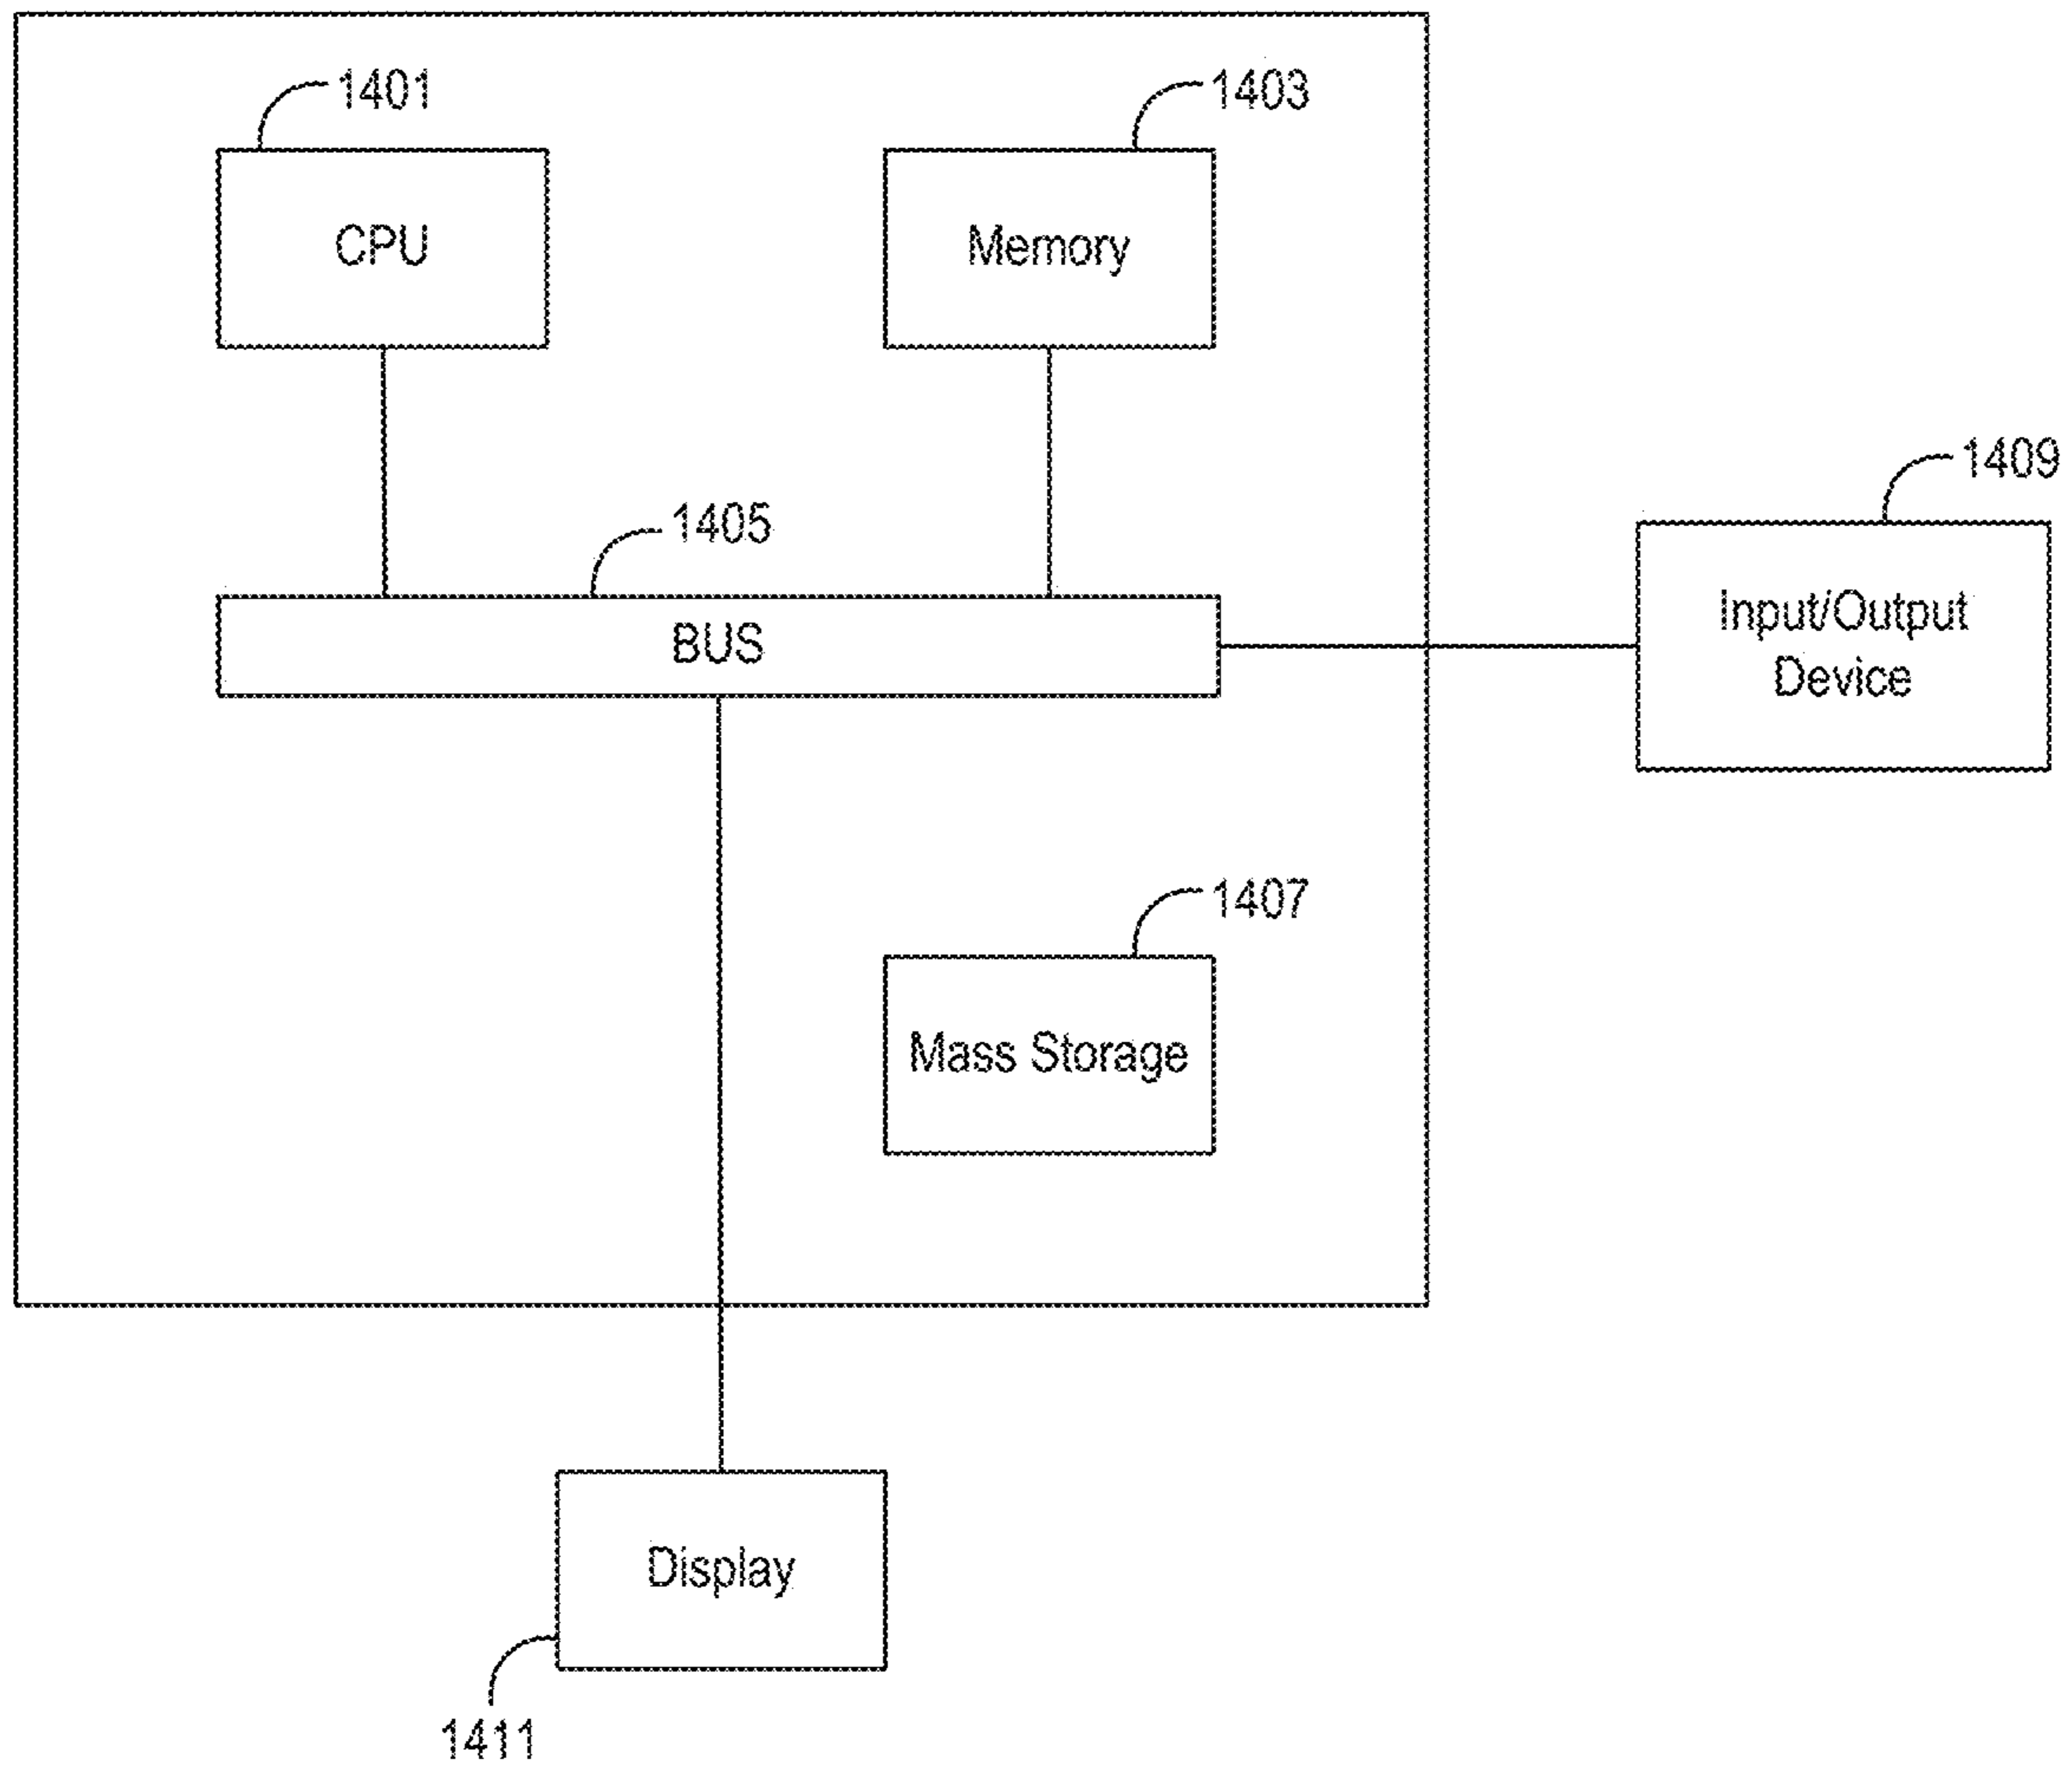 1401
1403
CPU
Memory
1409
1405
Input/Output
Device
BUS
1407
Mass Storage
Display
1411